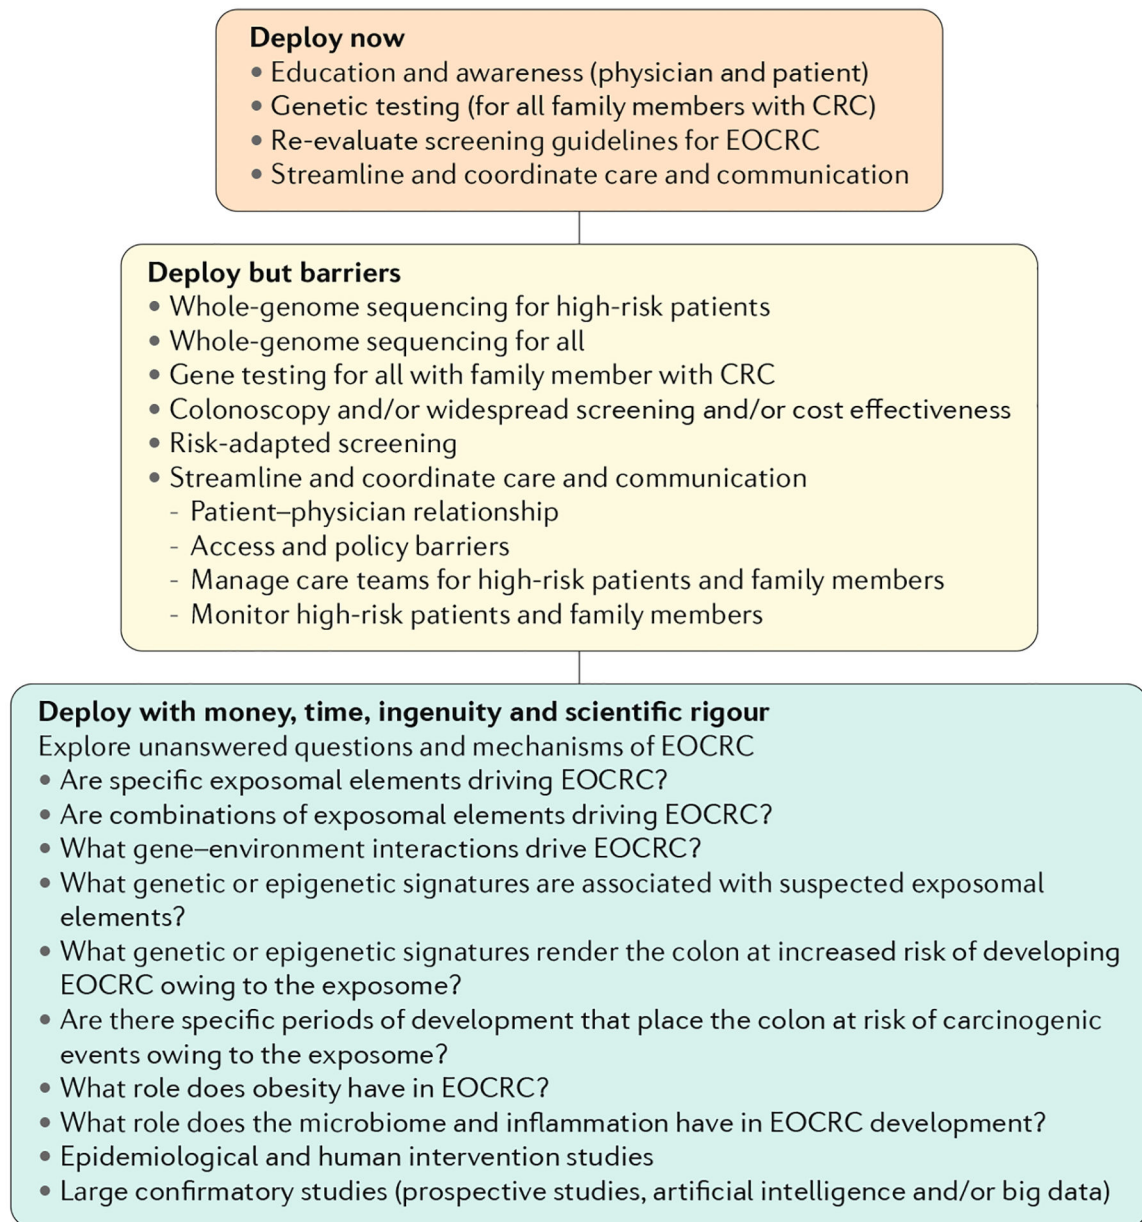 Deploy now
• Education and awareness (physician and patient)
• Genetic testing (for all family members with CRC)
• Re-evaluate screening guidelines for EOCRC
• Streamline and coordinate care and communication
Deploy but barriers
• Whole-genome sequencing for high-risk patients
• Whole-genome sequencing for all
• Gene testing for all with family member with CRC
• Colonoscopy and/or widespread screening and/or cost effectiveness
• Risk-adapted screening
• Streamline and coordinate care and communication
- Patient–physician relationship
- Access and policy barriers
- Manage care teams for high-risk patients and family members
- Monitor high-risk patients and family members
Deploy with money, time, ingenuity and scientific rigour
Explore unanswered questions and mechanisms of EOCRC
• Are specific exposomal elements driving EOCRC?
• Are combinations of exposomal elements driving EOCRC?
• What gene–environment interactions drive EOCRC?
• What genetic or epigenetic signatures are associated with suspected exposomal
elements?
• What genetic or epigenetic signatures render the colon at increased risk of developing
EOCRC owing to the exposome?
• Are there specific periods of development that place the colon at risk of carcinogenic
events owing to the exposome?
• What role does obesity have in EOCRC?
• What role does the microbiome and inflammation have in EOCRC development?
• Epidemiological and human intervention studies
• Large confirmatory studies (prospective studies, artificial intelligence and/or big data)